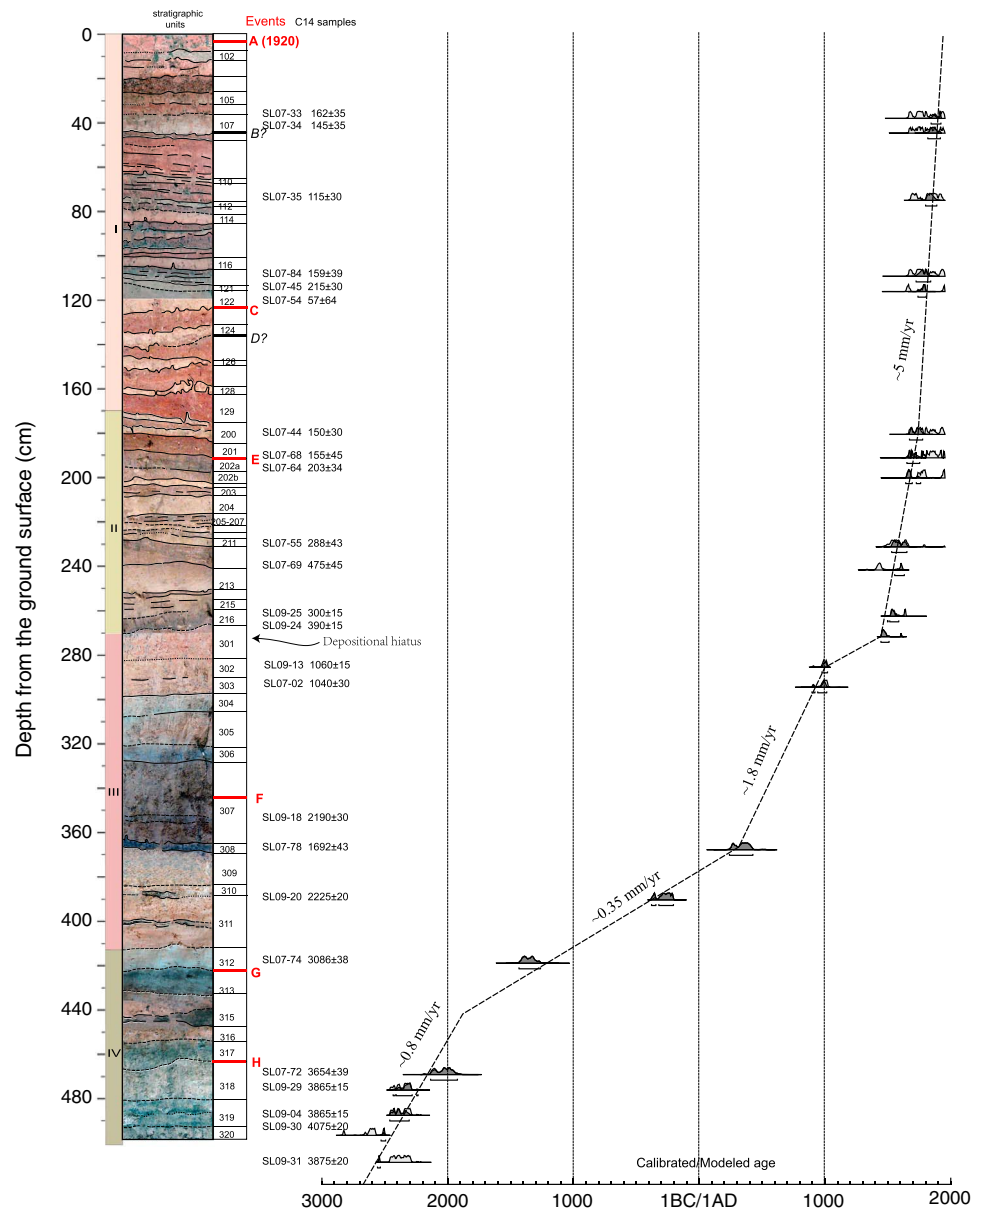 stratigraphic
units
Events C14 samples
0
A (1920)
102
105
SL07-33 162±35
40
107
SL07-34 145±35
B?
110
SL07-35 115±30
112
80
114
I
116
SL07-84 159±39
121
SL07-45 215±30
120
122
SL07-54 57±64
C
124
D?
126
~5 mm/yr
160
128
129
200
SL07-44 150±30
201
SL07-68 155±45
E
202a
SL07-64 203±34
200
202b
203
204
205-207
II
211
SL07-55 288±43
240
SL07-69 475±45
213
215
SL09-25 300±15
216
SL09-24 390±15
301
Depositional hiatus
280
302
SL09-13 1060±15
303
SL07-02 1040±30
304
305
320
306
~1.8 mm/yr
III
F
307
SL09-18 2190±30
360
308
SL07-78 1692±43
309
310
SL09-20 2225±20
~0.35 mm/yr
400
311
312
SL07-74 3086±38
G
313
440
315
316
~0.8 mm/yr
IV
317
H
SL07-72 3654±39
318
SL09-29 3865±15
480
319
SL09-04 3865±15
320
SL09-30 4075±20
SL09-31 3875±20
Calibrated/Modeled age
3000 2000 1000 1BC/1AD 1000 2000
Depth from the ground surface (cm)